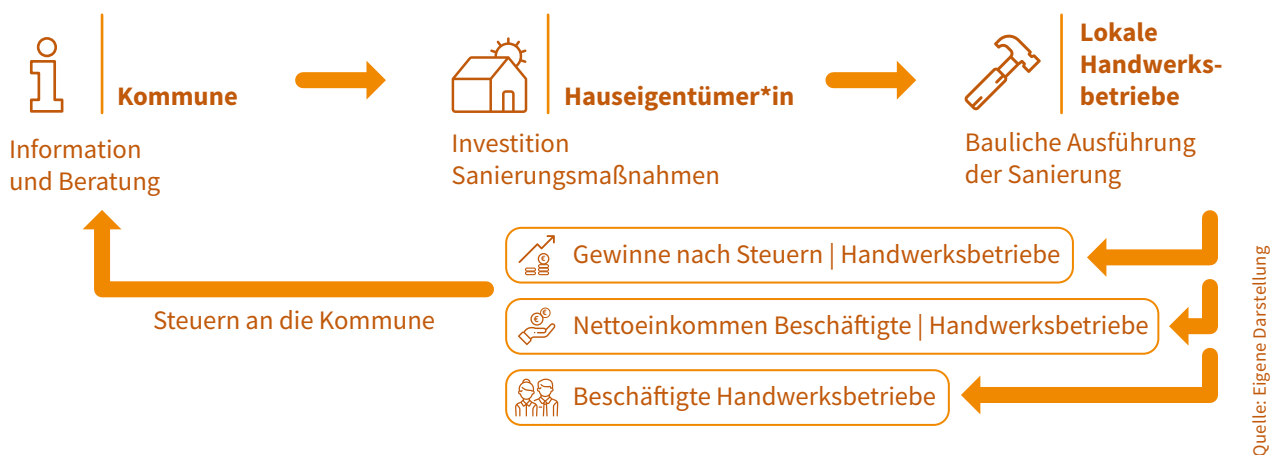 Kommune
Information
und Beratung
Hauseigentümer*in
Investition
Sanierungsmaßnahmen
Lokale
Handwerks-
betriebe
Bauliche Ausführung
der Sanierung
Gewinne nach Steuern | Handwerksbetriebe
Nettoeinkommen Beschäftigte | Handwerksbetriebe
Beschäftigte Handwerksbetriebe
Steuern an die Kommune
Quelle: Eigene Darstellung